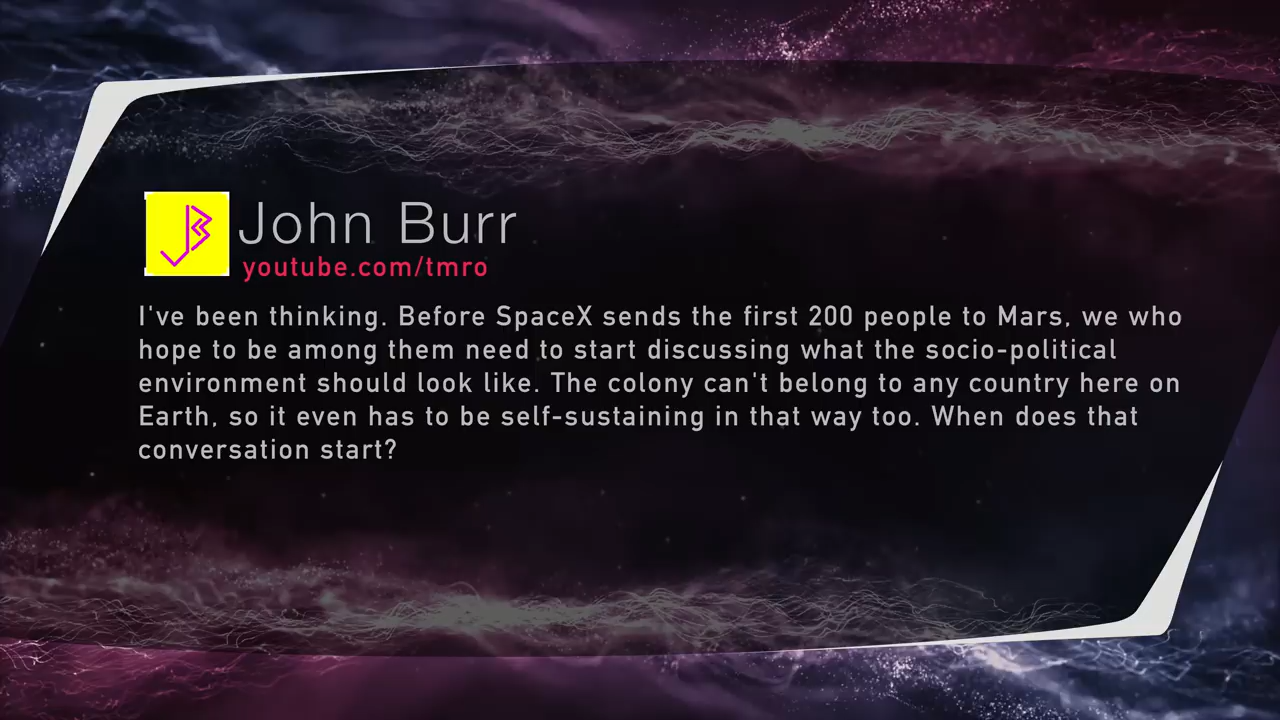 John Burr
youtube.com/tmro
I've been thinking. Before SpaceX sends the first 200 people to Mars, we who
hope to be among them need to start discussing what the socio-political
environment should look like. The colony can't belong to any country here on
Earth, so it even has to be self-sustaining in that way too. When does that
conversation start?